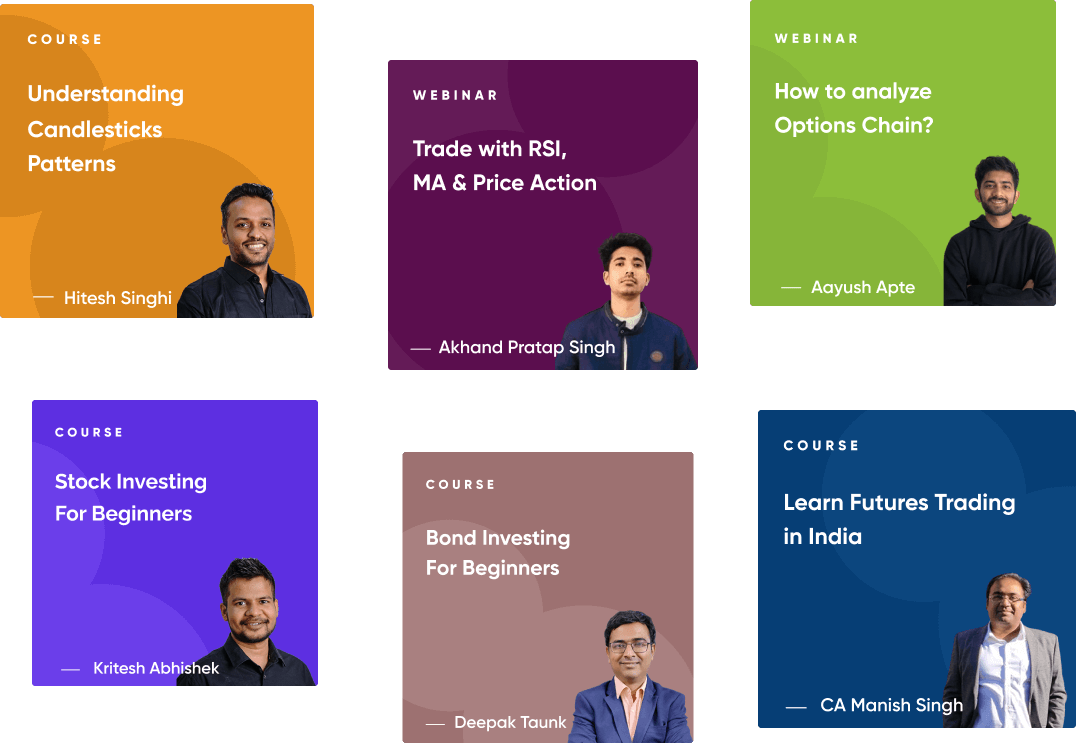 COURSE
Understanding
Candlesticks
Patterns
— Hitesh Singhi
WEBINAR
Trade with RSI,
MA & Price Action
— Akhand Pratap Singh
WEBINAR
How to analyze
Options Chain?
— Aayush Apte
COURSE
Stock Investing
For Beginners
— Kritesh Abhishek
COURSE
Bond Investing
For Beginners
— Deepak Taunk
COURSE
Learn Futures Trading
in India
— CA Manish Singh